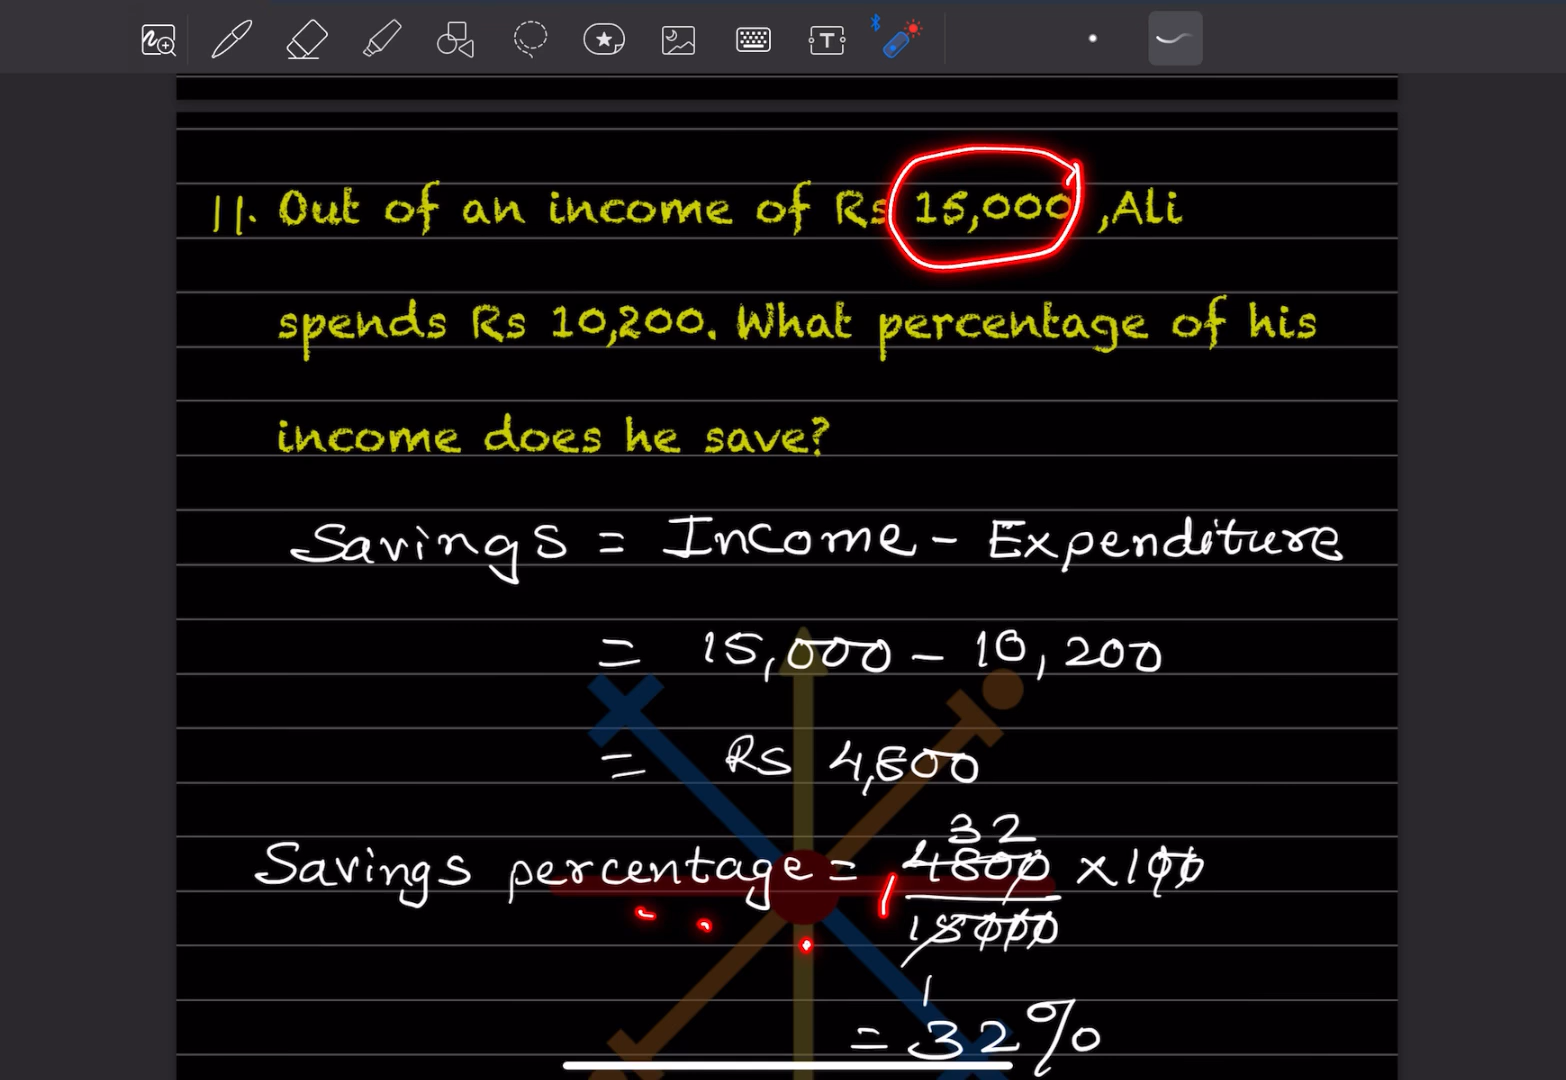 11. Out of an income of Rs 15,000 ,Ali
spends Rs 10,200. What percentage of his
income does he save?
Savings = Income - Expenditure
= 15,000 - 10,200
= Rs 4,800
32
Savings percentage = 4800 x 100
15000
1
= 32%